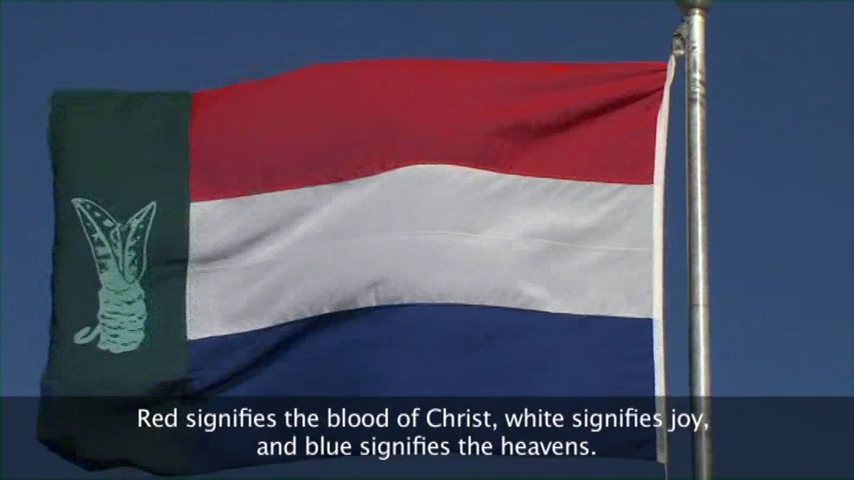 Red signifies the blood of Christ, white signifies joy,
and blue signifies the heavens.